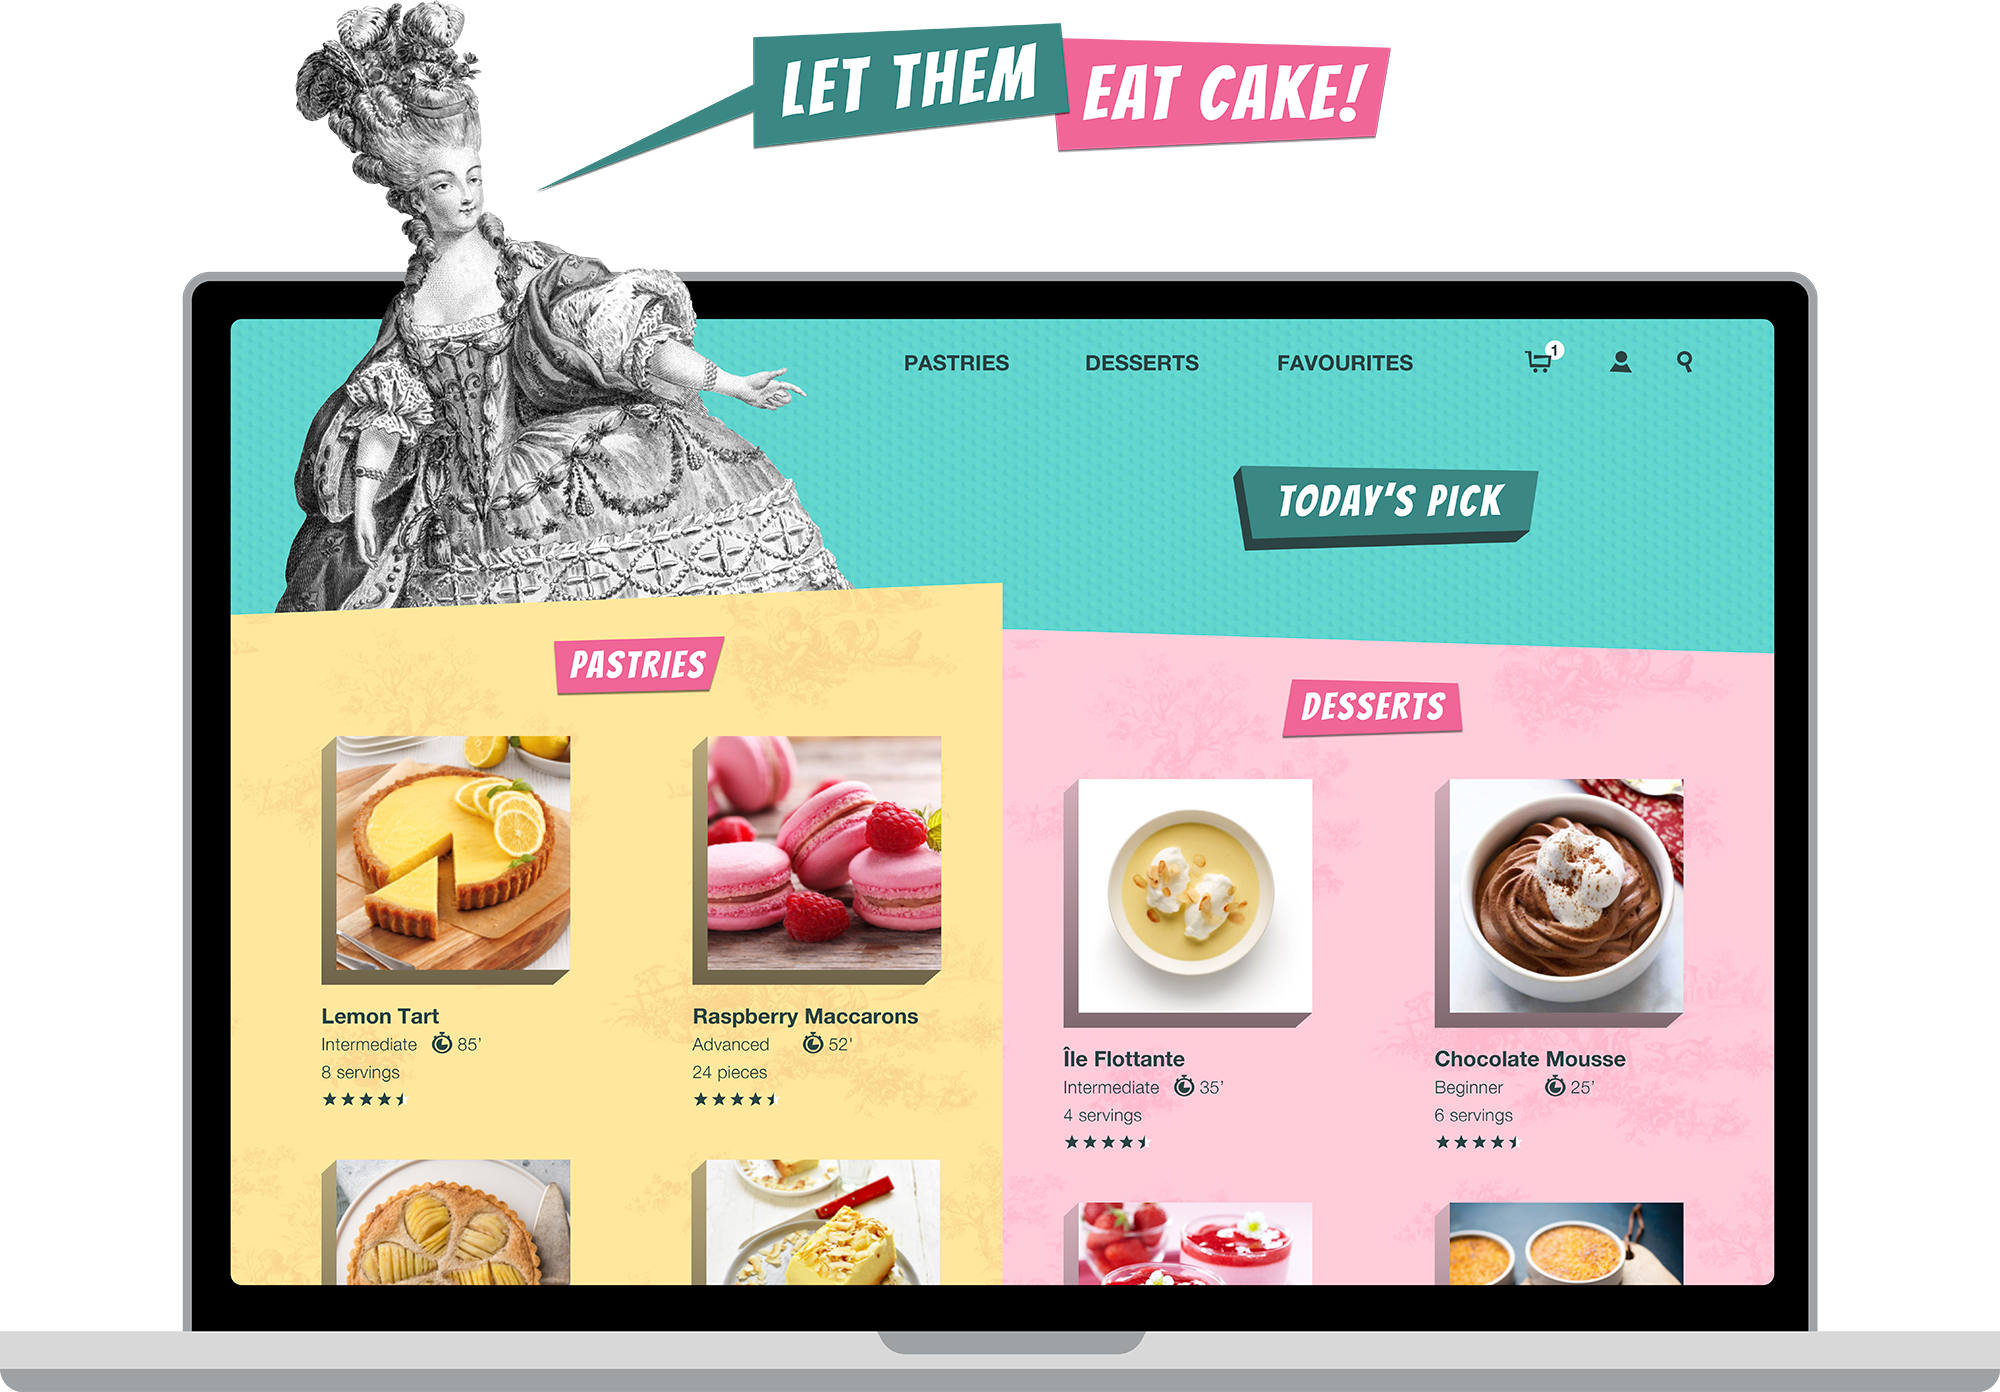 LET THEM
EAT CAKE!
PASTRIES
DESSERTS
FAVOURITES
1
TODAY'S PICK
PASTRIES
DESSERTS
Lemon Tart
Intermediate 85'
8 servings
Raspberry Maccarons
Advanced 52'
24 pieces
Île Flottante
Intermediate 35'
4 servings
Chocolate Mousse
Beginner 25'
6 servings